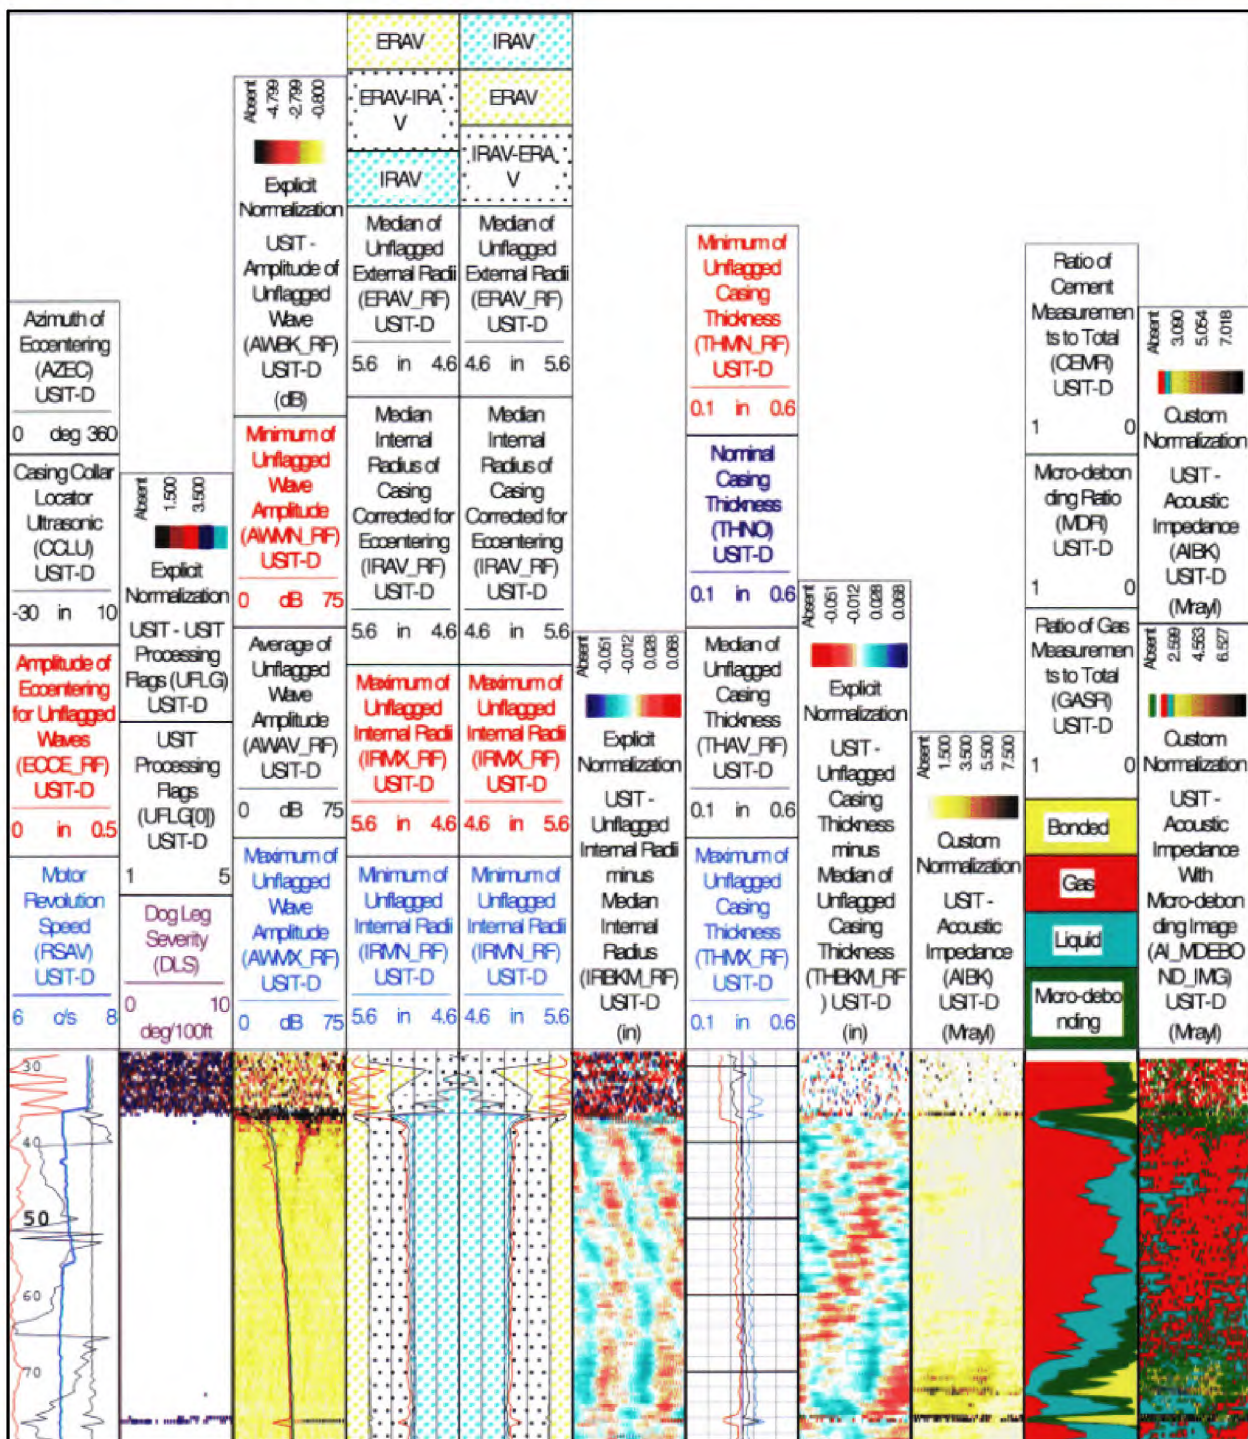 Azimuth of
Eccentering
(AZEC)
USIT-D
0 deg 360
Casing Collar
Locator
Ultrasonic
(CCLU)
USIT-D
-30 in 10
Amplitude of
Eccentering
for Unflagged
Waves
(ECCE_RF)
USIT-D
0 in 0.5
Motor
Revolution
Speed
(RSAV)
USIT-D
6 c/s 8
Absent
1.500
3.500
Explicit
Normalization
USIT - USIT
Processing
Flags (UFLG)
USIT-D
USIT
Processing
Flags
(UFLG[0])
USIT-D
1 5
Dog Leg
Severity
(DLS)
0 10
deg/100ft
Absent
-4.799
-2.799
-0.800
Explicit
Normalization
USIT -
Amplitude of
Unflagged
Wave
(AWBK_RF)
USIT-D
(dB)
Minimum of
Unflagged
Wave
Amplitude
(AWMN_RF)
USIT-D
0 dB 75
Average of
Unflagged
Wave
Amplitude
(AWAV_RF)
USIT-D
0 dB 75
Maximum of
Unflagged
Wave
Amplitude
(AWMX_RF)
USIT-D
0 dB 75
ERAV
ERAV-IRA
V
IRAV
Median of
Unflagged
External Radii
(ERAV_RF)
USIT-D
5.6 in 4.6
Median
Internal
Radius of
Casing
Corrected for
Eccentering
(IRAV_RF)
USIT-D
5.6 in 4.6
Maximum of
Unflagged
Internal Radii
(IRMX_RF)
USIT-D
5.6 in 4.6
Minimum of
Unflagged
Internal Radii
(IRMN_RF)
USIT-D
5.6 in 4.6
IRAV
ERAV
IRAV-ERA
V
Median of
Unflagged
External Radii
(ERAV_RF)
USIT-D
4.6 in 5.6
Median
Internal
Radius of
Casing
Corrected for
Eccentering
(IRAV_RF)
USIT-D
4.6 in 5.6
Maximum of
Unflagged
Internal Radii
(IRMX_RF)
USIT-D
4.6 in 5.6
Minimum of
Unflagged
Internal Radii
(IRMN_RF)
USIT-D
4.6 in 5.6
Absent
-0.051
-0.012
0.028
0.068
Explicit
Normalization
USIT -
Unflagged
Internal Radii
minus
Median
Internal
Radius
(IRBKM_RF)
USIT-D
(in)
Minimum of
Unflagged
Casing
Thickness
(THMN_RF)
USIT-D
0.1 in 0.6
Nominal
Casing
Thickness
(THNO)
USIT-D
0.1 in 0.6
Median of
Unflagged
Casing
Thickness
(THAV_RF)
USIT-D
0.1 in 0.6
Maximum of
Unflagged
Casing
Thickness
(THMX_RF)
USIT-D
0.1 in 0.6
Absent
-0.051
-0.012
0.028
0.068
Explicit
Normalization
USIT -
Unflagged
Casing
Thickness
minus
Median of
Unflagged
Casing
Thickness
(THBKM_RF
) USIT-D
(in)
Absent
1.500
3.500
5.500
7.500
Custom
Normalization
USIT -
Acoustic
Impedance
(AIBK)
USIT-D
(Mrayl)
Ratio of
Cement
Measuremen
ts to Total
(CEMR)
USIT-D
1 0
Micro-debon
ding Ratio
(MDR)
USIT-D
1 0
Ratio of Gas
Measuremen
ts to Total
(GASR)
USIT-D
1 0
Bonded
Gas
Liquid
Micro-debo
nding
Absent
3.090
5.054
7.018
Custom
Normalization
USIT -
Acoustic
Impedance
(AIBK)
USIT-D
(Mrayl)
Absent
2.599
4.563
6.527
Custom
Normalization
USIT -
Acoustic
Impedance
With
Micro-debon
ding Image
(AI_MDEBO
ND_IMG)
USIT-D
(Mrayl)
30
40
50
60
70